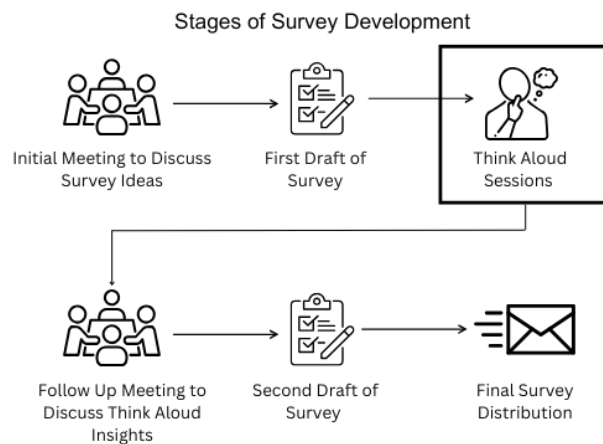 Stages of Survey Development
Initial Meeting to Discuss
Survey Ideas
First Draft of
Survey
Think Aloud
Sessions
Follow Up Meeting to
Discuss Think Aloud
Insights
Second Draft of
Survey
Final Survey
Distribution